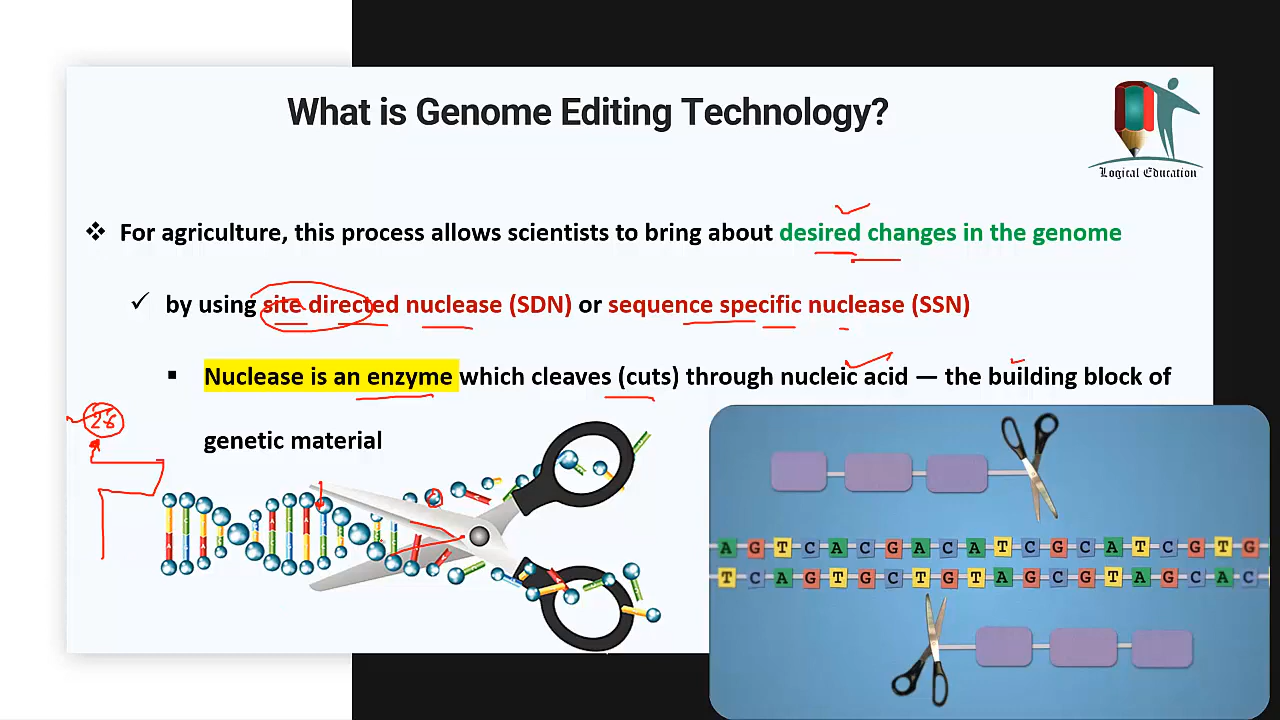 What is Genome Editing Technology?
Logical Education
❖ For agriculture, this process allows scientists to bring about desired changes in the genome
✓ by using site directed nuclease (SDN) or sequence specific nuclease (SSN)
▪ Nuclease is an enzyme which cleaves (cuts) through nucleic acid — the building block of
genetic material
A G T C A C G A C A T C G C A T C G T G
T C A G T G C T G T A G C G T A G C A C